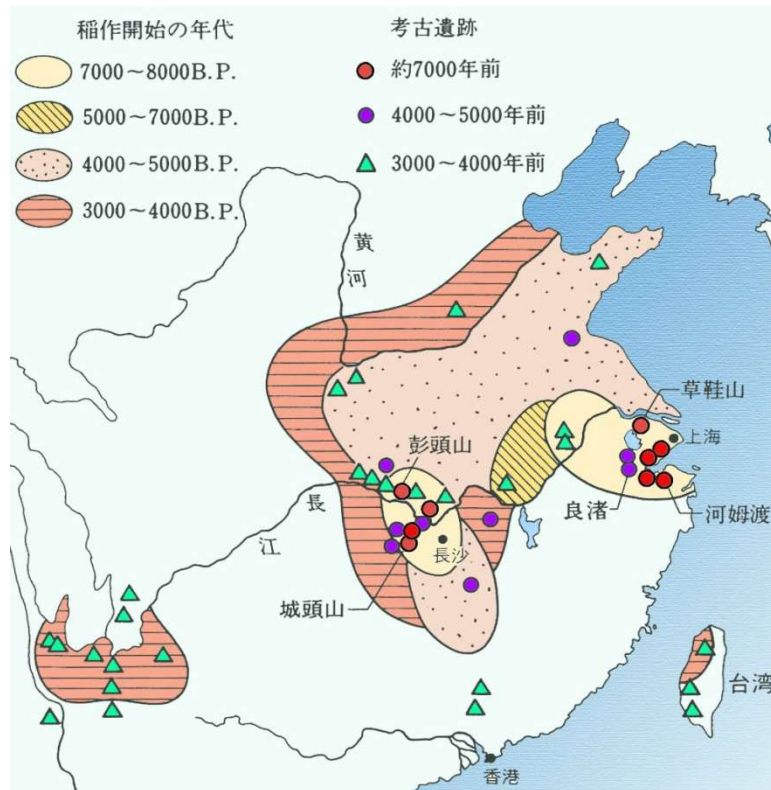 稲作開始の年代
7000～8000B.P.
5000～7000B.P.
4000～5000B.P.
3000～4000B.P.
考古遺跡
約7000年前
4000～5000年前
3000～4000年前
黄
河
草鞋山
上海
彭頭山
良渚
河姆渡
長
江
長沙
城頭山
台湾
香港